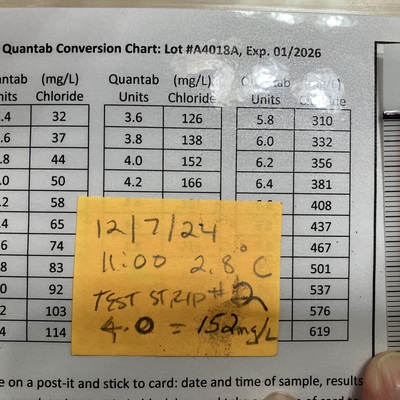 Quantab Conversion Chart: Lot #A4018A, Exp. 01/2026
ntab (mg/L) Quantab (mg/L) Quantab (mg/L)
nits Chloride Units Chloride Units Chloride
.4 32 3.6 126 5.8 310
.6 37 3.8 138 6.0 332
.8 44 4.0 152 6.2 356
.0 50 4.2 166 6.4 381
.2 58 408
.4 65 437
.6 74 467
.8 83 501
.0 92 537
.2 103 576
.4 114 619
12/7/24
11:00 2.8°C
TEST STRIP # 2
4.0 = 152mg/L
e on a post-it and stick to card: date and time of sample, results